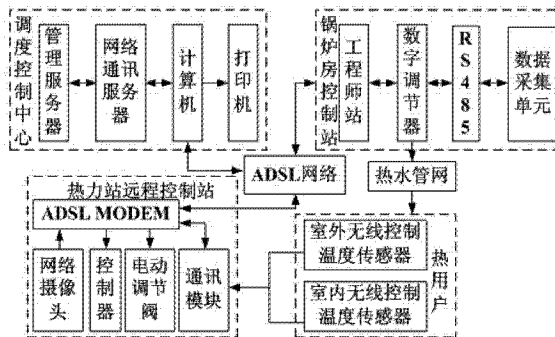 调度控制中心
管理服务器
网络通讯服务器
计算机
打印机
锅炉房控制站
工程师站
数字调节器
RS485
数据采集单元
ADSL网络
热水管网
热力站远程控制站
ADSL MODEM
网络摄像头
控制器
电动调节阀
通讯模块
室外无线控制
温度传感器
室内无线控制
温度传感器
热用户